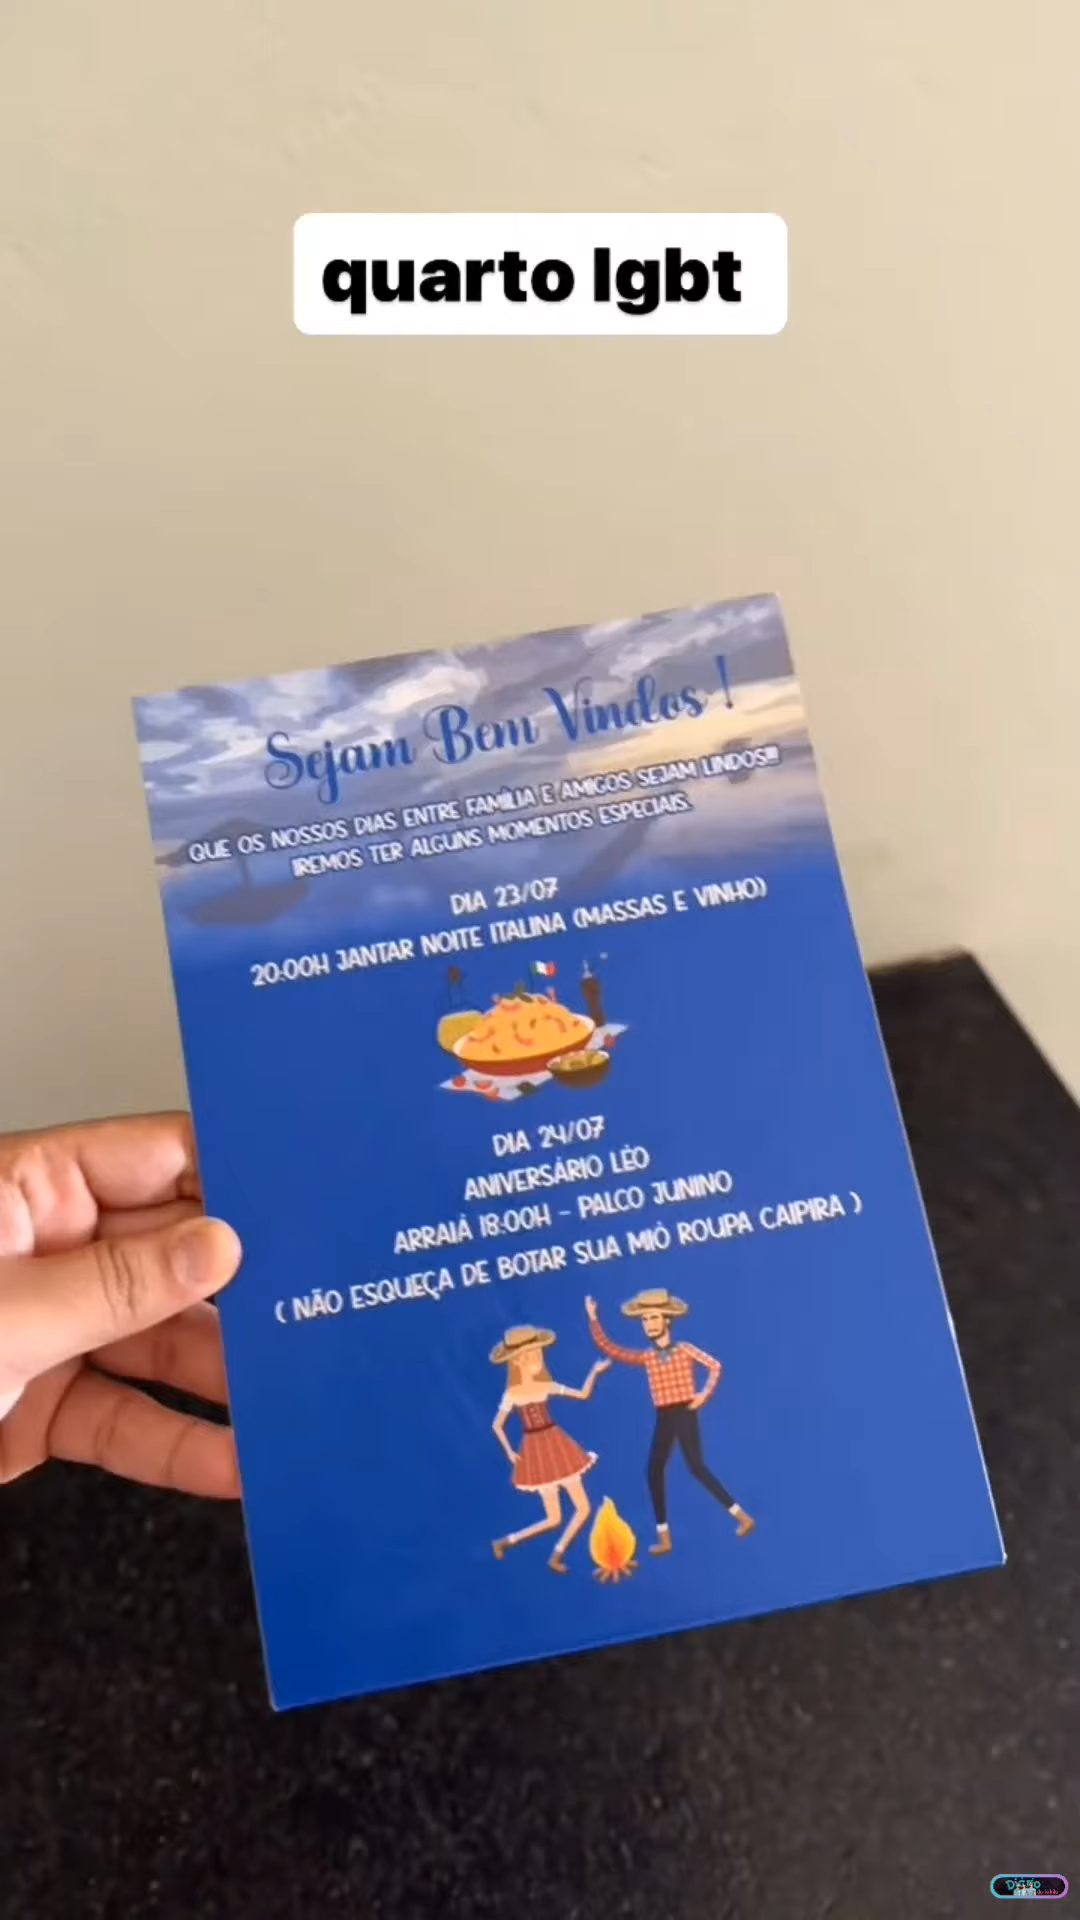 quarto lgbt
Sejam Bem Vindos !
QUE OS NOSSOS DIAS ENTRE FAMÍLIA E AMIGOS SEJAM LINDOS!!!
IREMOS TER ALGUNS MOMENTOS ESPECIAIS.
DIA 23/07
20:00H JANTAR NOITE ITALINA (MASSAS E VINHO)
DIA 24/07
ANIVERSÁRIO LÉO
ARRAIÁ 18:00H - PALCO JUNINO
( NÃO ESQUEÇA DE BOTAR SUA MIÓ ROUPA CAIPIRA )
Diário